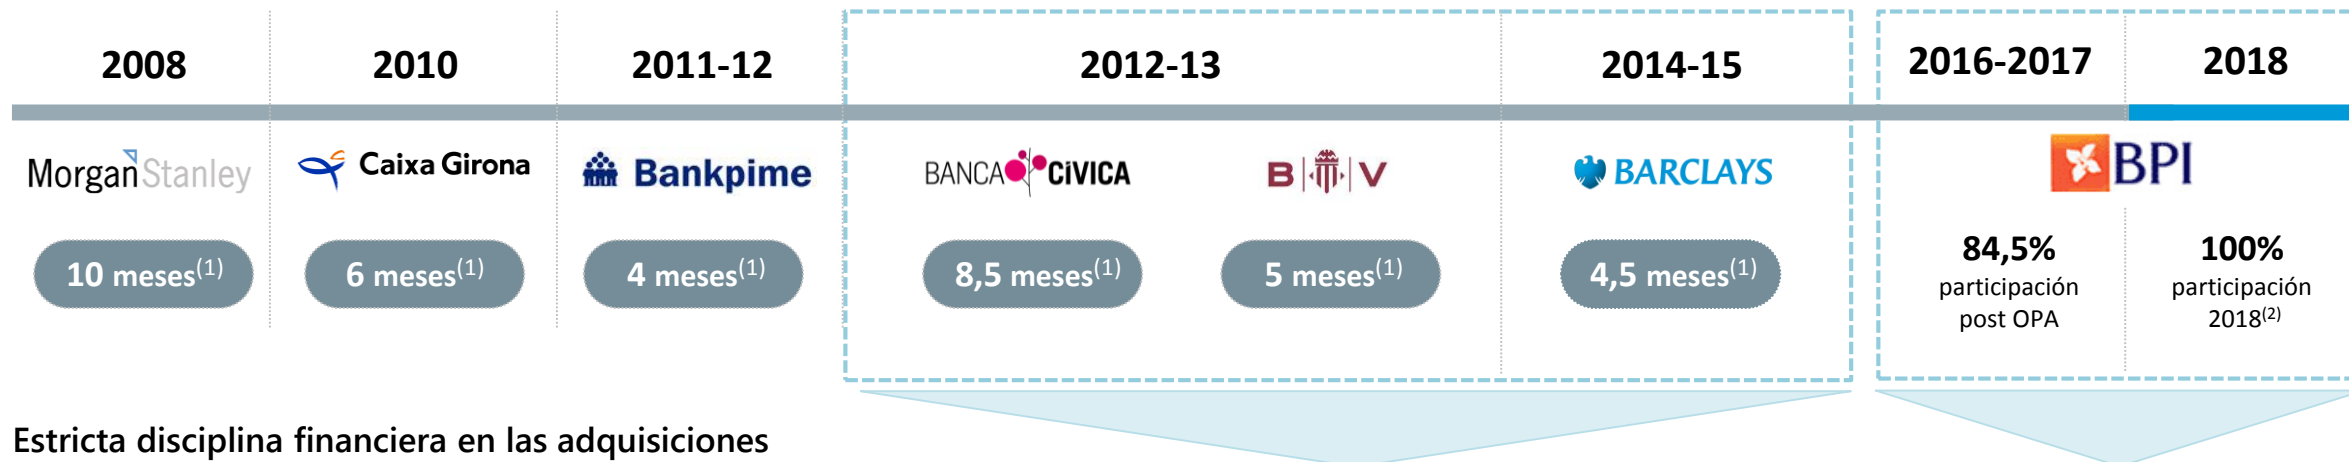 2008
2010
2011-12
2012-13
2014-15
2016-2017
2018
Morgan Stanley
Caixa Girona
Bankpime
BANCA CÍVICA
B V
BARCLAYS
BPI
10 meses(1)
6 meses(1)
4 meses(1)
8,5 meses(1)
5 meses(1)
4,5 meses(1)
84,5%
participación
post OPA
100%
participación
2018(2)
Estricta disciplina financiera en las adquisiciones